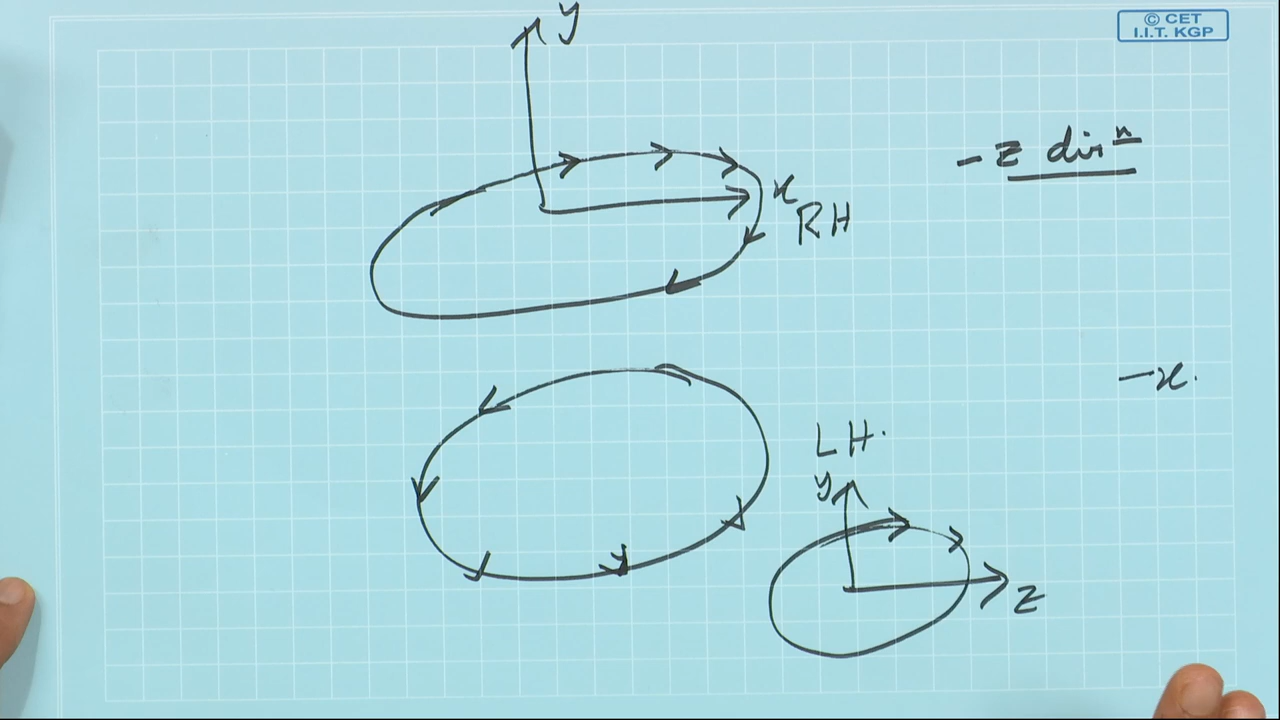 © CET
I.I.T. KGP
y
-z dirⁿ
x
RH
-x.
LH.
y
z